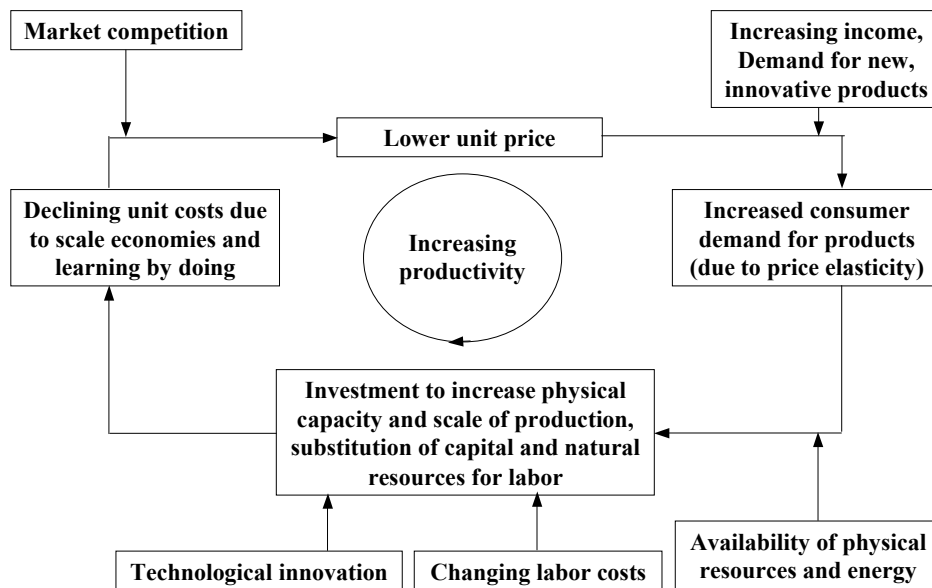 Market competition
Increasing income,
Demand for new,
innovative products
Lower unit price
Declining unit costs due
to scale economies and
learning by doing
Increasing
productivity
Increased consumer
demand for products
(due to price elasticity)
Investment to increase physical
capacity and scale of production,
substitution of capital and natural
resources for labor
Technological innovation
Changing labor costs
Availability of physical
resources and energy